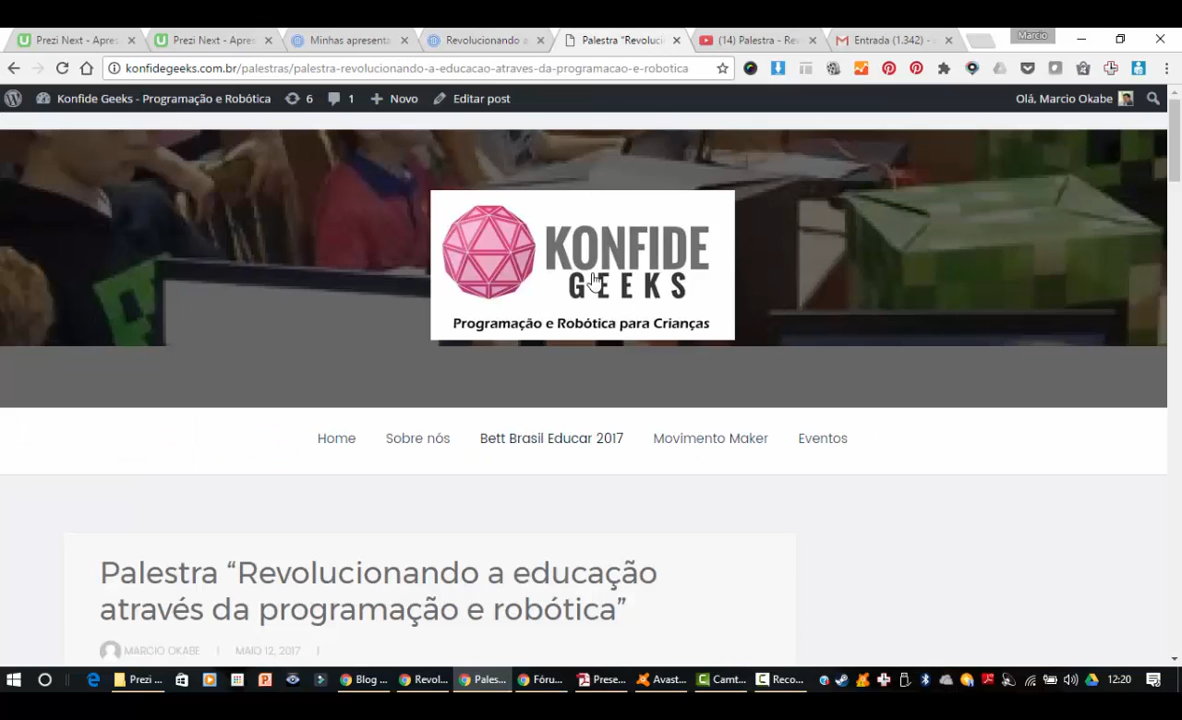 Marcio
Prezi Next - Apres
Prezi Next - Apres
Minhas apresenta
Revolucionando a
Palestra "Revoluci
(14) Palestra - Re
Entrada (1.342) -
konfidegeeks.com.br/palestras/palestra-revolucionando-a-educacao-atraves-da-programacao-e-robotica
Konfide Geeks - Programação e Robótica 6 1 Novo Editar post Olá, Marcio Okabe
KONFIDE
GEEKS
Programação e Robótica para Crianças
Home Sobre nós Bett Brasil Educar 2017 Movimento Maker Eventos
Palestra “Revolucionando a educação
através da programação e robótica”
MARCIO OKABE | MAIO 12, 2017 |
Prezi ... Blog ... Revol... Pales... Fóru... Prese... Avast... Camt... Reco... 12:20